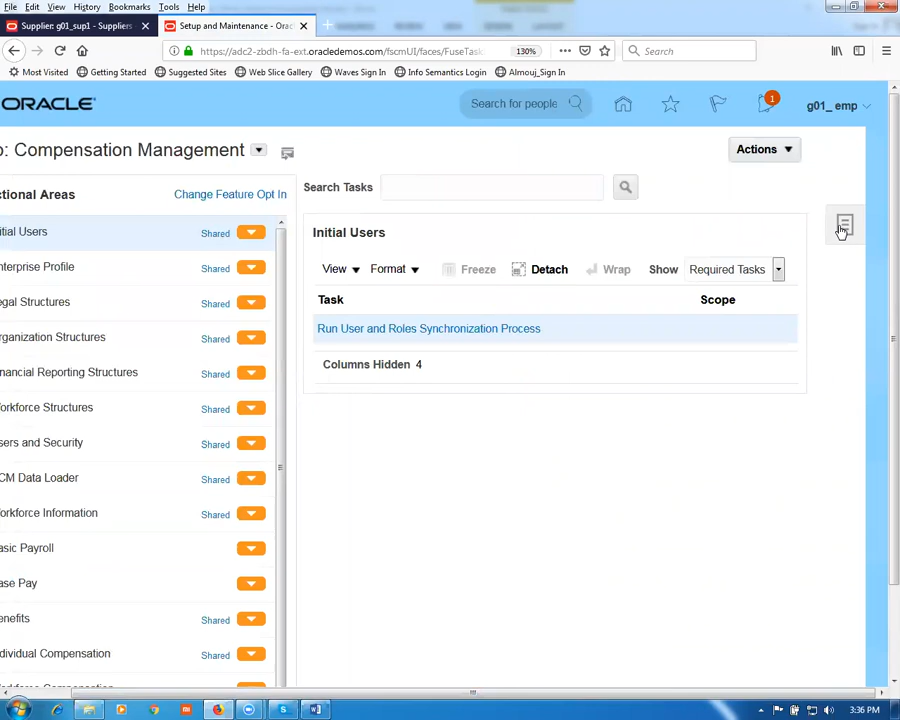 File Edit View History Bookmarks Tools Help
Supplier: g01_sup1 - Suppliers
Setup and Maintenance - Orac
https://adc2-zbdh-fa-ext.oracledemos.com/fscmUI/faces/FuseTask
130%
Search
Most Visited Getting Started Suggested Sites Web Slice Gallery Waves Sign In Info Semantics Login Almouj_Sign In
ORACLE
Search for people
1
g01_ emp
p: Compensation Management
Actions
ctional Areas
Change Feature Opt In
Search Tasks
itial Users Shared
Initial Users
nterprise Profile Shared
View Format Freeze Detach Wrap Show Required Tasks
egal Structures Shared
Task Scope
Run User and Roles Synchronization Process
rganization Structures Shared
Columns Hidden 4
nancial Reporting Structures Shared
orkforce Structures Shared
sers and Security Shared
CM Data Loader Shared
orkforce Information Shared
asic Payroll
ase Pay
enefits Shared
dividual Compensation Shared
3:36 PM